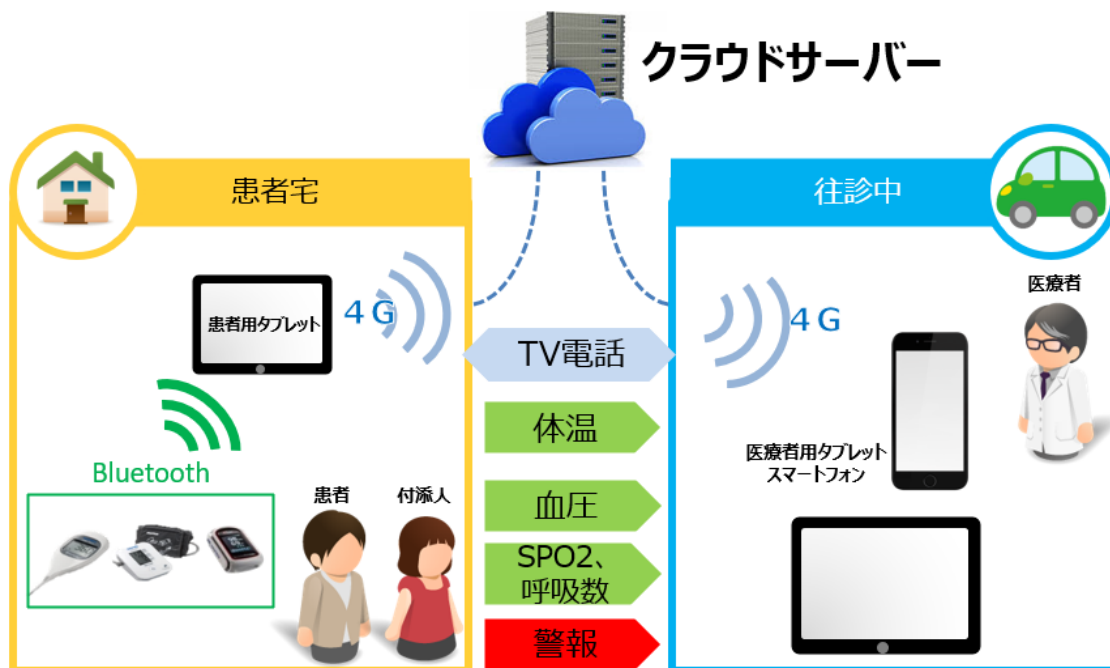 クラウドサーバー
患者宅
往診中
患者用タブレット
４Ｇ
TV電話
４Ｇ
医療者
体温
医療者用タブレット
スマートフォン
Bluetooth
患者
付添人
血圧
SPO2、
呼吸数
警報